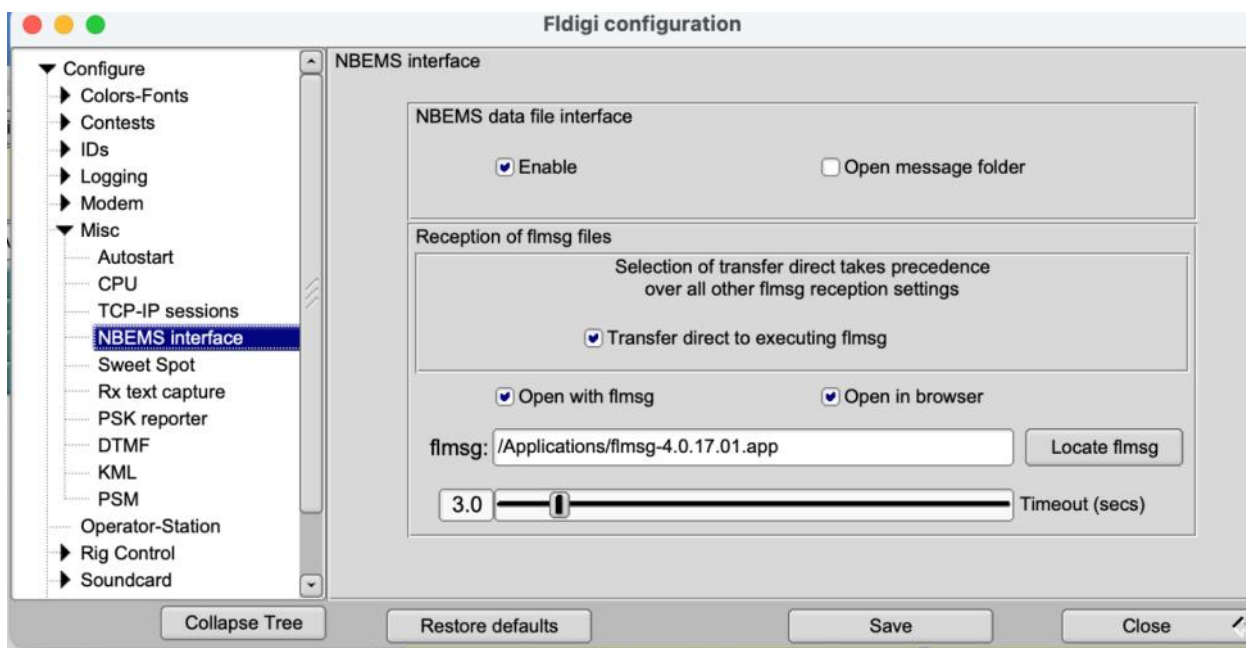 Fldigi configuration
Configure
Colors-Fonts
Contests
IDs
Logging
Modem
Misc
Autostart
CPU
TCP-IP sessions
NBEMS interface
Sweet Spot
Rx text capture
PSK reporter
DTMF
KML
PSM
Operator-Station
Rig Control
Soundcard
NBEMS interface
NBEMS data file interface
Enable
Open message folder
Reception of flmsg files
Selection of transfer direct takes precedence
over all other flmsg reception settings
Transfer direct to executing flmsg
Open with flmsg
Open in browser
flmsg: /Applications/flmsg-4.0.17.01.app
Locate flmsg
3.0
Timeout (secs)
Collapse Tree
Restore defaults
Save
Close